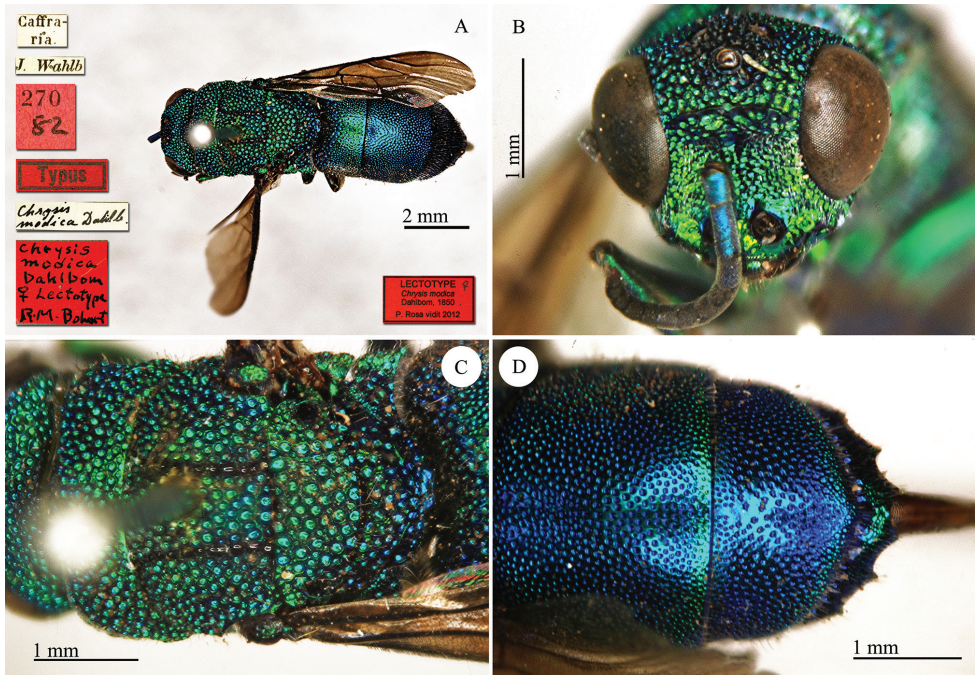 Caffra-
ria.
J. Wahlb
270
82
Typus
Chrysis
modica Dahlb.
Chrysis
modica
Dahlbom
♀ Lectotype
R.M. Bohart
A
2 mm
LECTOTYPE ♀
Chrysis modica
Dahlbom, 1850
P. Rosa vidit 2012
B
1 mm
C
1 mm
D
1 mm